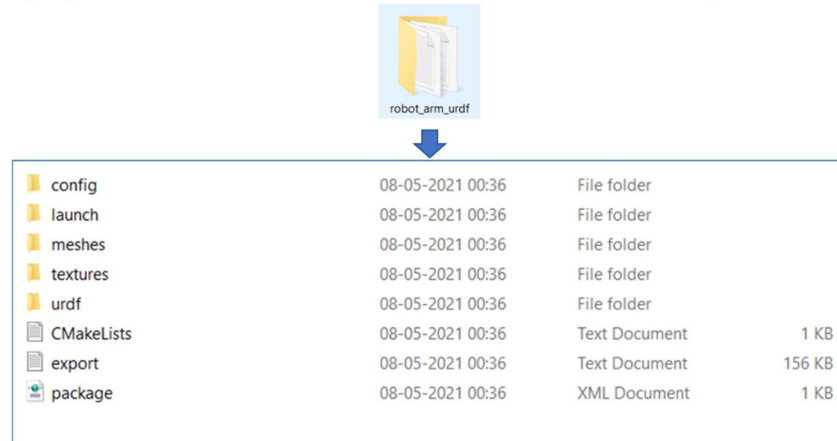 robot_arm_urdf
config 08-05-2021 00:36 File folder
launch 08-05-2021 00:36 File folder
meshes 08-05-2021 00:36 File folder
textures 08-05-2021 00:36 File folder
urdf 08-05-2021 00:36 File folder
CMakeLists 08-05-2021 00:36 Text Document 1 KB
export 08-05-2021 00:36 Text Document 156 KB
package 08-05-2021 00:36 XML Document 1 KB